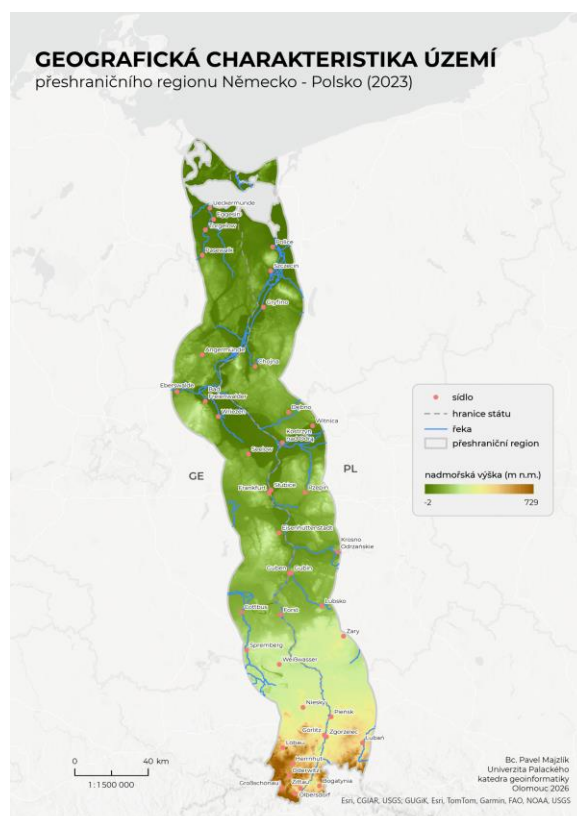 GEOGRAFICKÁ CHARAKTERISTIKA ÚZEMÍ
přeshraničního regionu Německo - Polsko (2023)
Ueckermünde
Eggesin
Torgelow
Pasewalk
Police
Szczecin
Gryfino
Angermünde
Chojna
Eberswalde
Bad
Freienwalde
Wriezen
Dębno
Witnica
Kostrzyn
nad Odrą
Seelow
GE
PL
Frankfurt
Słubice
Rzepin
Eisenhüttenstadt
Krosno
Odrzańskie
Guben
Gubin
Cottbus
Forst
Lubsko
Żary
Spremberg
Weißwasser
Niesky
Pieńsk
Görlitz
Zgorzelec
Lubań
Löbau
Herrnhut
Oderwitz
Zittau
Bogatynia
Großschönau
Olbersdorf
sídlo
hranice státu
řeka
přeshraniční region
nadmořská výška (m n.m.)
-2
729
0
40 km
1:1 500 000
Bc. Pavel Majzlík
Univerzita Palackého
katedra geoinformatiky
Olomouc 2026
Esri, CGIAR, USGS; GUGiK, Esri, TomTom, Garmin, FAO, NOAA, USGS